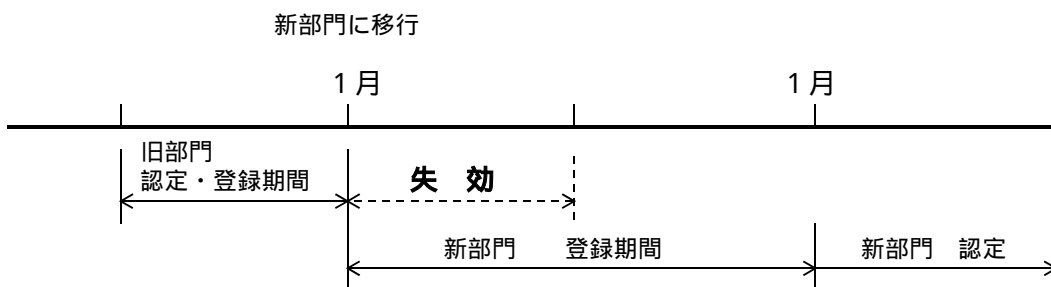 新部門に移行
1月
1月
旧部門
認定・登録期間
失 効
新部門 登録期間
新部門 認定